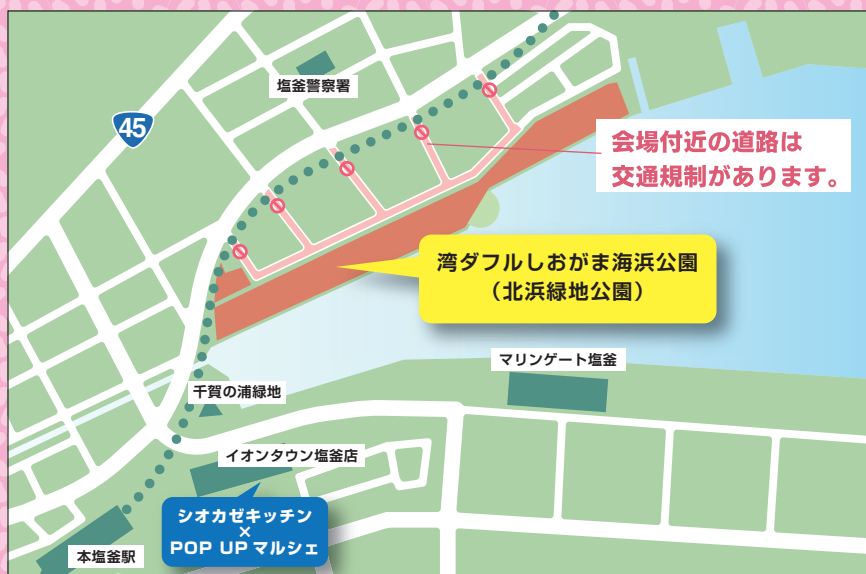 塩釜警察署
45
会場付近の道路は
交通規制があります。
湾ダフルしおがま海浜公園
（北浜緑地公園）
マリンゲート塩釜
千賀の浦緑地
イオンタウン塩釜店
シオカゼキッチン
×
POP UP マルシェ
本塩釜駅